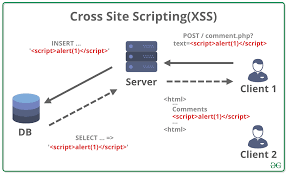 Cross Site Scripting(XSS)
INSERT ...
'<script>alert(1)</script>'
POST / comment.php?
text=<script>alert(1)</script>
Server
Client 1
<html>
...
Comments
<script>alert(1)</script>
...
<html>
DB
SELECT ... =>
'<script>alert(1)</script>'
Client 2